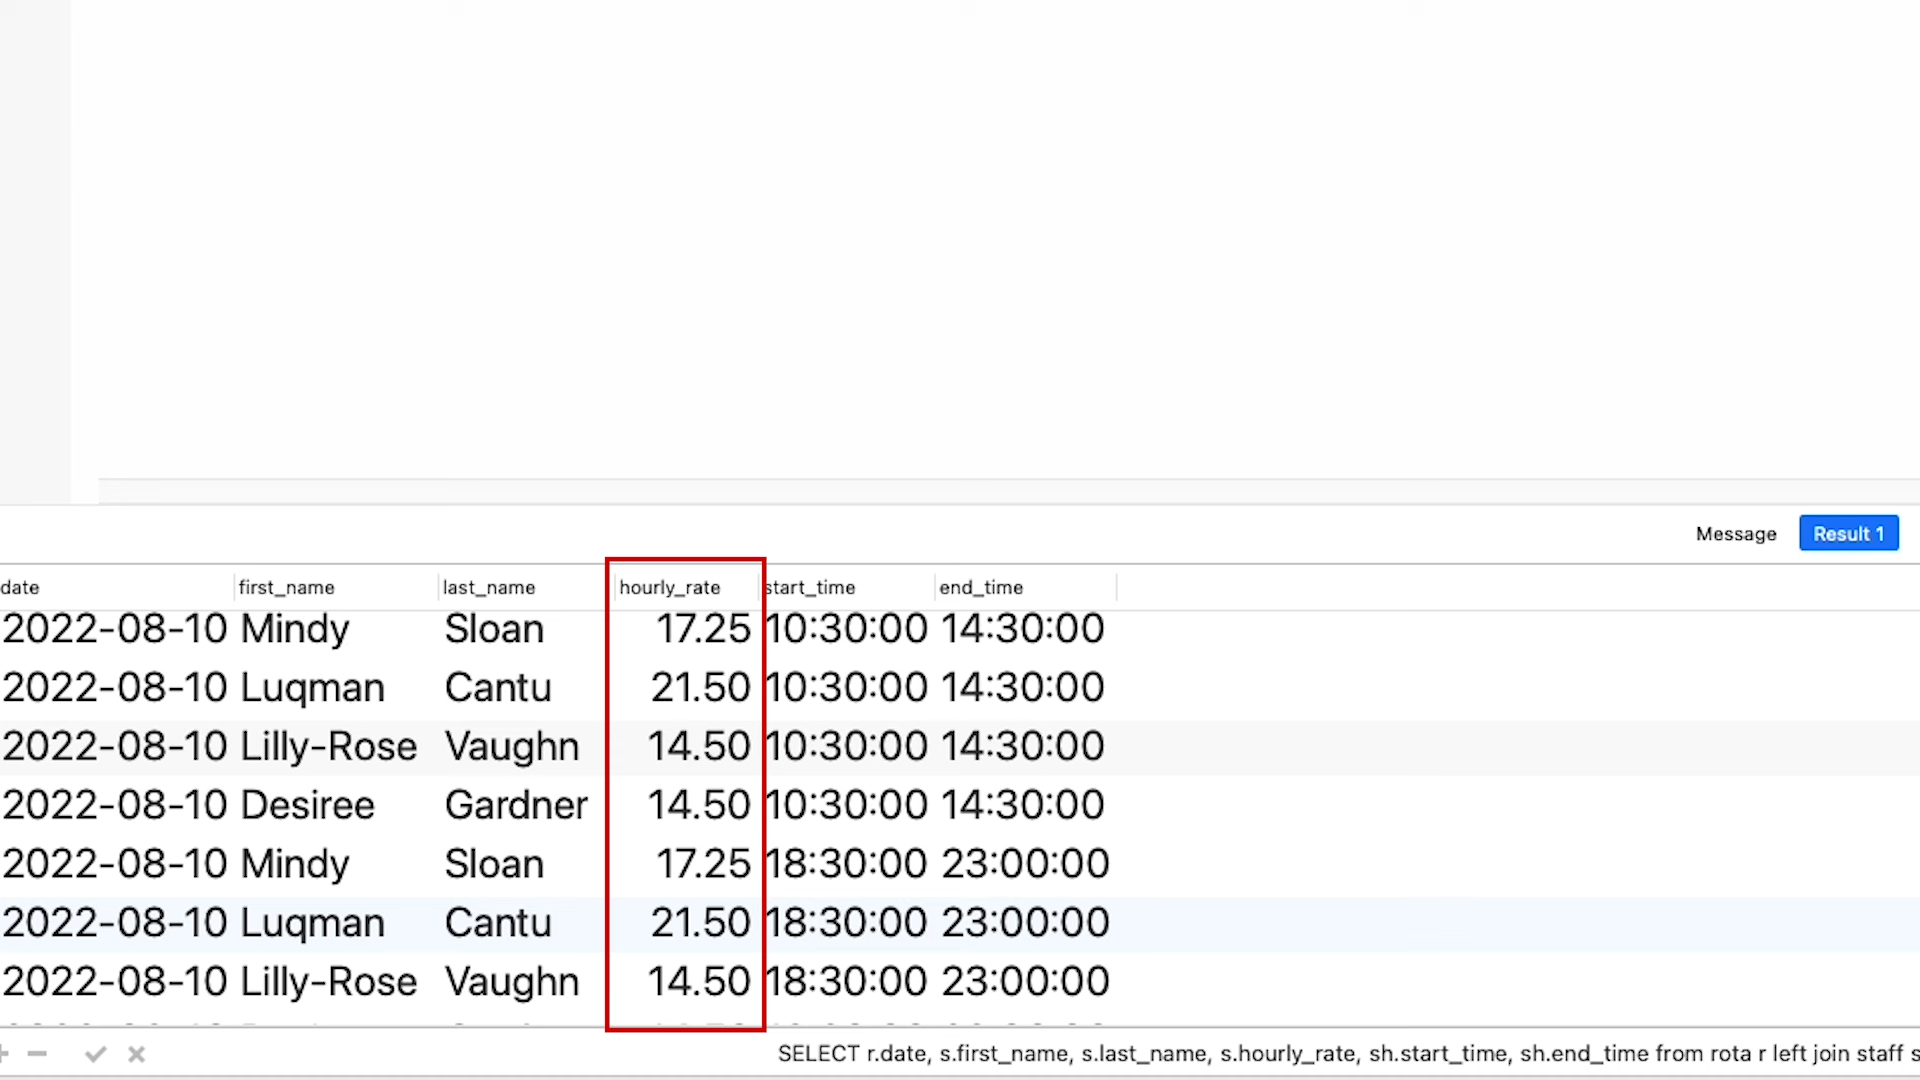 Message Result 1
date first_name last_name hourly_rate start_time end_time
2022-08-10 Mindy Sloan 17.25 10:30:00 14:30:00
2022-08-10 Luqman Cantu 21.50 10:30:00 14:30:00
2022-08-10 Lilly-Rose Vaughn 14.50 10:30:00 14:30:00
2022-08-10 Desiree Gardner 14.50 10:30:00 14:30:00
2022-08-10 Mindy Sloan 17.25 18:30:00 23:00:00
2022-08-10 Luqman Cantu 21.50 18:30:00 23:00:00
2022-08-10 Lilly-Rose Vaughn 14.50 18:30:00 23:00:00
SELECT r.date, s.first_name, s.last_name, s.hourly_rate, sh.start_time, sh.end_time from rota r left join staff s